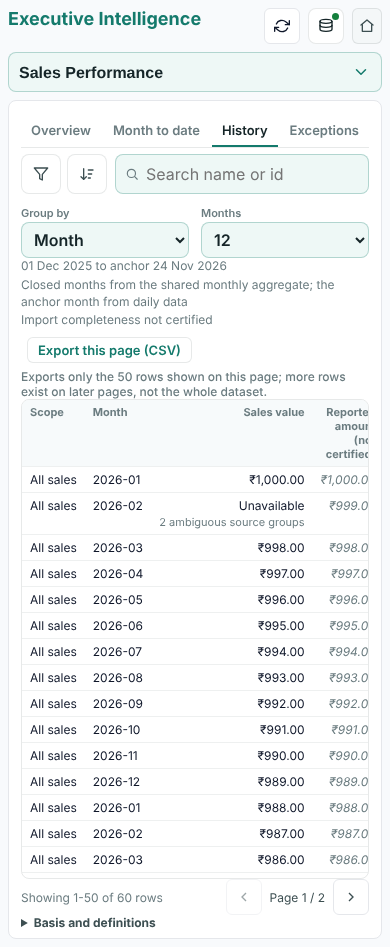 Executive Intelligence
Sales Performance
Overview Month to date History Exceptions
Search name or id
Group by Months
Month 12
01 Dec 2025 to anchor 24 Nov 2026
Closed months from the shared monthly aggregate; the
anchor month from daily data
Import completeness not certified
Export this page (CSV)
Exports only the 50 rows shown on this page; more rows
exist on later pages, not the whole dataset.
Scope Month Sales value Reporte
amour
(no
certified
All sales 2026-01 ₹1,000.00 ₹1,000.0
All sales 2026-02 Unavailable ₹999.0
2 ambiguous source groups
All sales 2026-03 ₹998.00 ₹998.0
All sales 2026-04 ₹997.00 ₹997.0
All sales 2026-05 ₹996.00 ₹996.0
All sales 2026-06 ₹995.00 ₹995.0
All sales 2026-07 ₹994.00 ₹994.0
All sales 2026-08 ₹993.00 ₹993.0
All sales 2026-09 ₹992.00 ₹992.0
All sales 2026-10 ₹991.00 ₹991.0
All sales 2026-11 ₹990.00 ₹990.0
All sales 2026-12 ₹989.00 ₹989.0
All sales 2026-01 ₹988.00 ₹988.0
All sales 2026-02 ₹987.00 ₹987.0
All sales 2026-03 ₹986.00 ₹986.0
Showing 1-50 of 60 rows Page 1 / 2
Basis and definitions